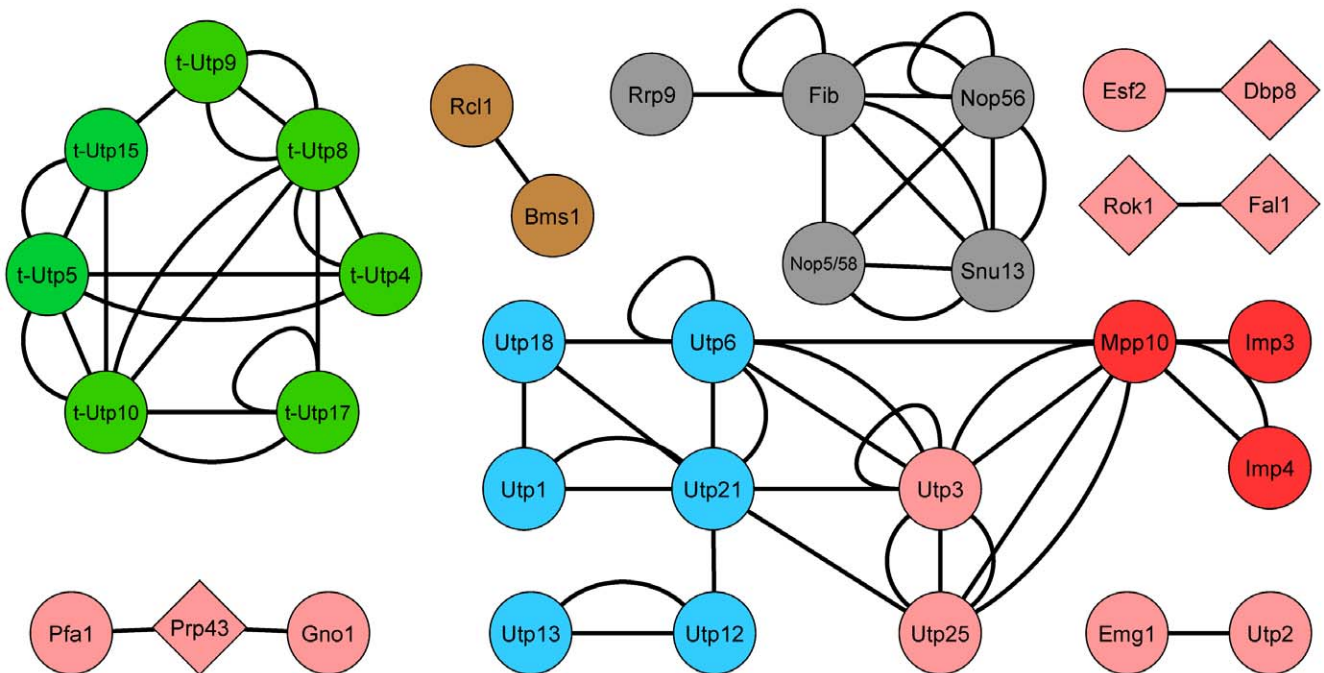 t-Utp9
t-Utp15
t-Utp8
t-Utp5
t-Utp4
t-Utp10
t-Utp17
Rcl1
Bms1
Rrp9
Fib
Nop56
Nop5/58
Snu13
Esf2
Dbp8
Rok1
Fal1
Utp18
Utp6
Mpp10
Imp3
Utp1
Utp21
Utp3
Imp4
Utp13
Utp12
Utp25
Emg1
Utp2
Pfa1
Prp43
Gno1